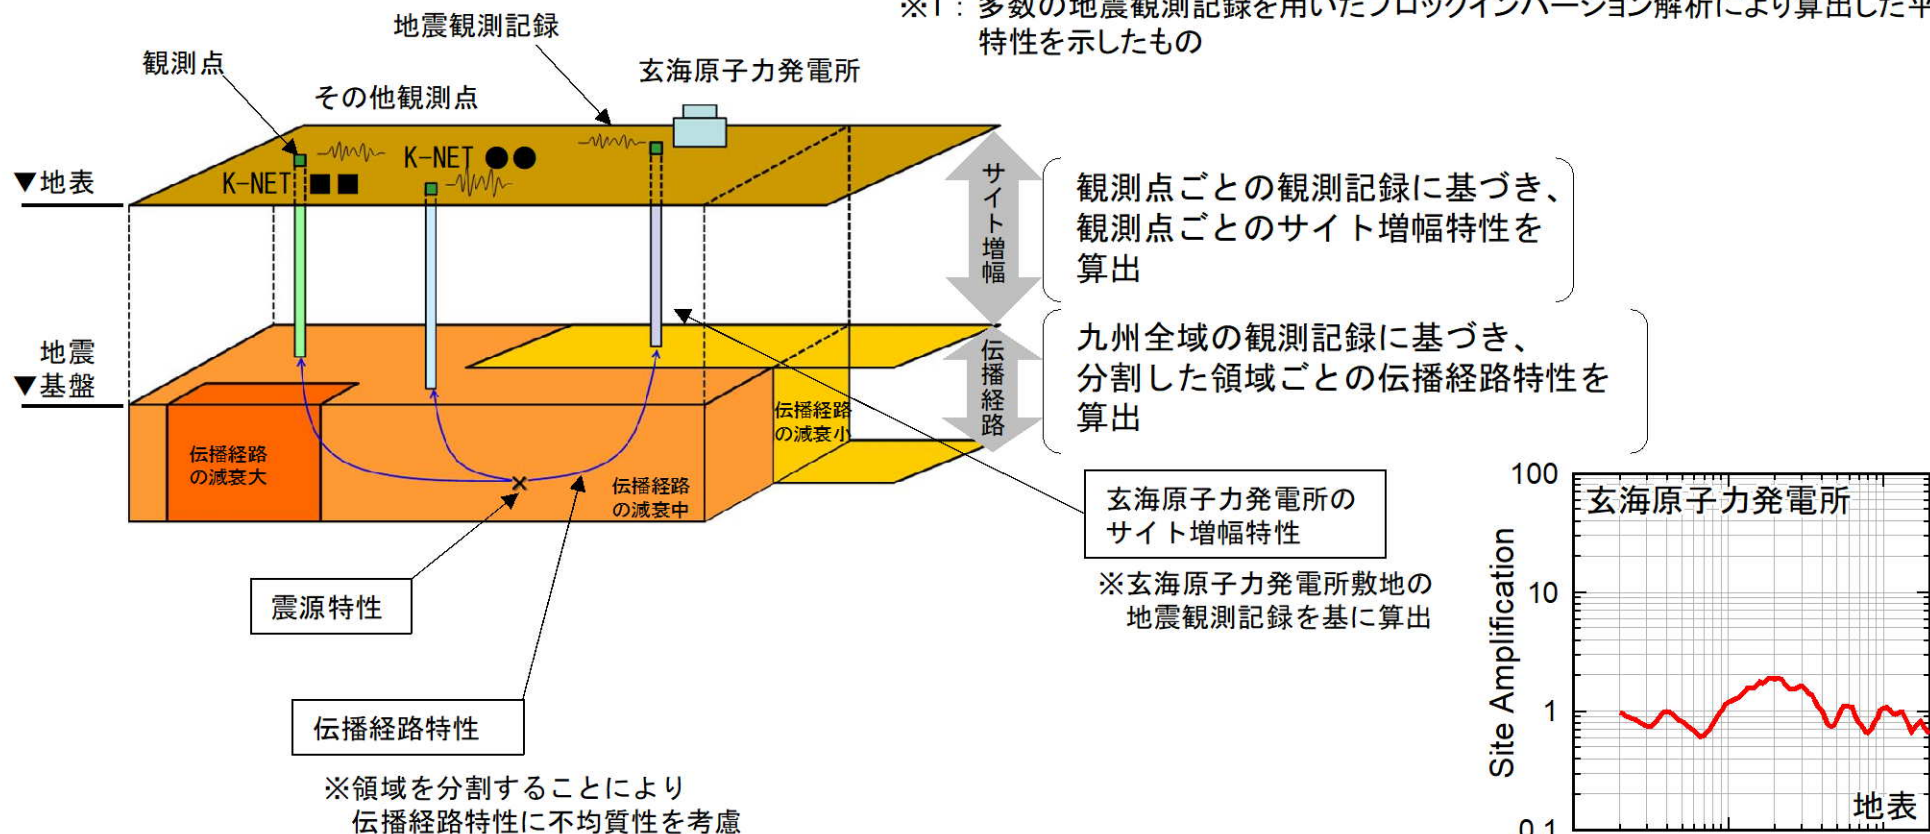 ※1：多数の地震観測記録を用いたブロックインバージョン解析により算出した平
特性を示したもの
地震観測記録
観測点
玄海原子力発電所
その他観測点
K-NET ●●
K-NET ■■
▼地表
地震
▼基盤
サイト増幅
観測点ごとの観測記録に基づき、
観測点ごとのサイト増幅特性を
算出
伝播経路
九州全域の観測記録に基づき、
分割した領域ごとの伝播経路特性を
算出
伝播経路
の減衰大
伝播経路
の減衰中
伝播経路
の減衰小
玄海原子力発電所の
サイト増幅特性
※玄海原子力発電所敷地の
地震観測記録を基に算出
震源特性
伝播経路特性
※領域を分割することにより
伝播経路特性に不均質性を考慮
玄海原子力発電所
Site Amplification
100
10
1
0.1
地表